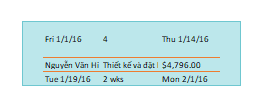 Fri 1/1/16 4 Thu 1/14/16
Nguyễn Văn Hi Thiết kế và đặt $4,796.00
Tue 1/19/16 2 wks Mon 2/1/16